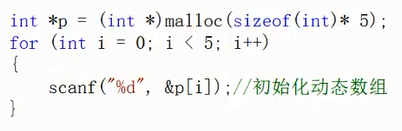 int *p = (int *)malloc(sizeof(int)* 5);
for (int i = 0; i < 5; i++)
{
    scanf("%d", &p[i]);//初始化动态数组
}